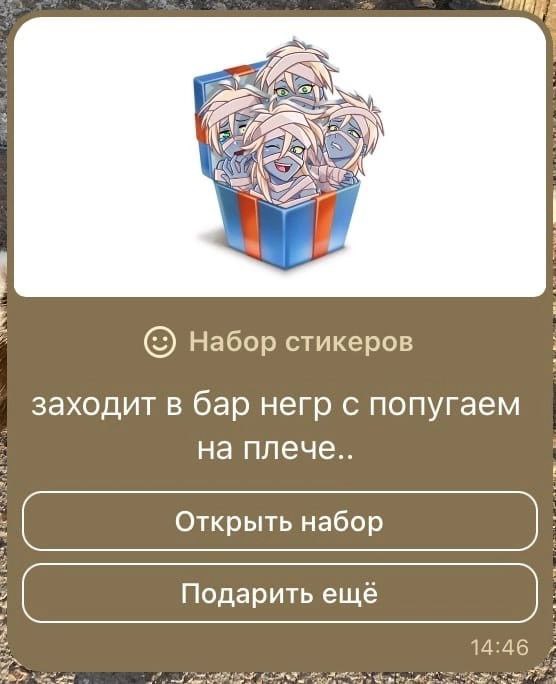 Набор стикеров
заходит в бар негр с попугаем
на плече..
Открыть набор
Подарить ещё
14:46